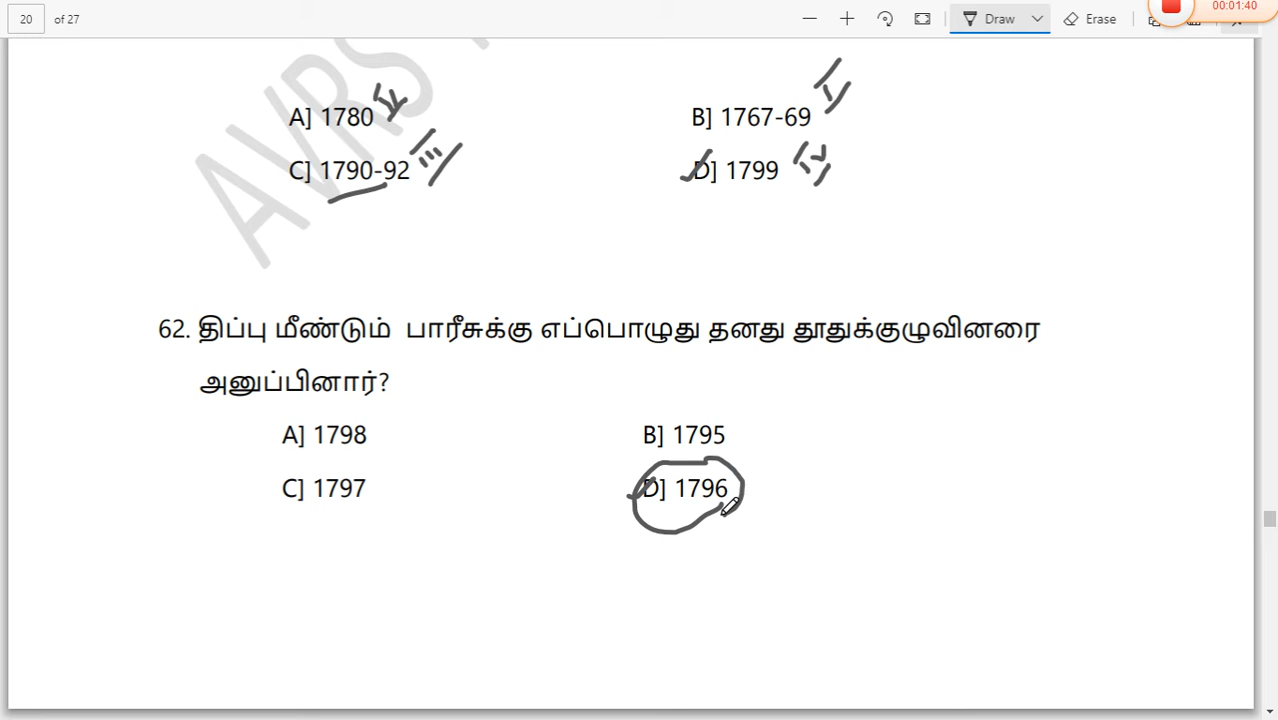 20 of 27
Draw
Erase
00:01:40
AVRS
A] 1780
B] 1767-69
C] 1790-92
D] 1799
62. திப்பு மீண்டும் பாரீசுக்கு எப்பொழுது தனது தூதுக்குழுவினரை
அனுப்பினார்?
A] 1798
B] 1795
C] 1797
D] 1796